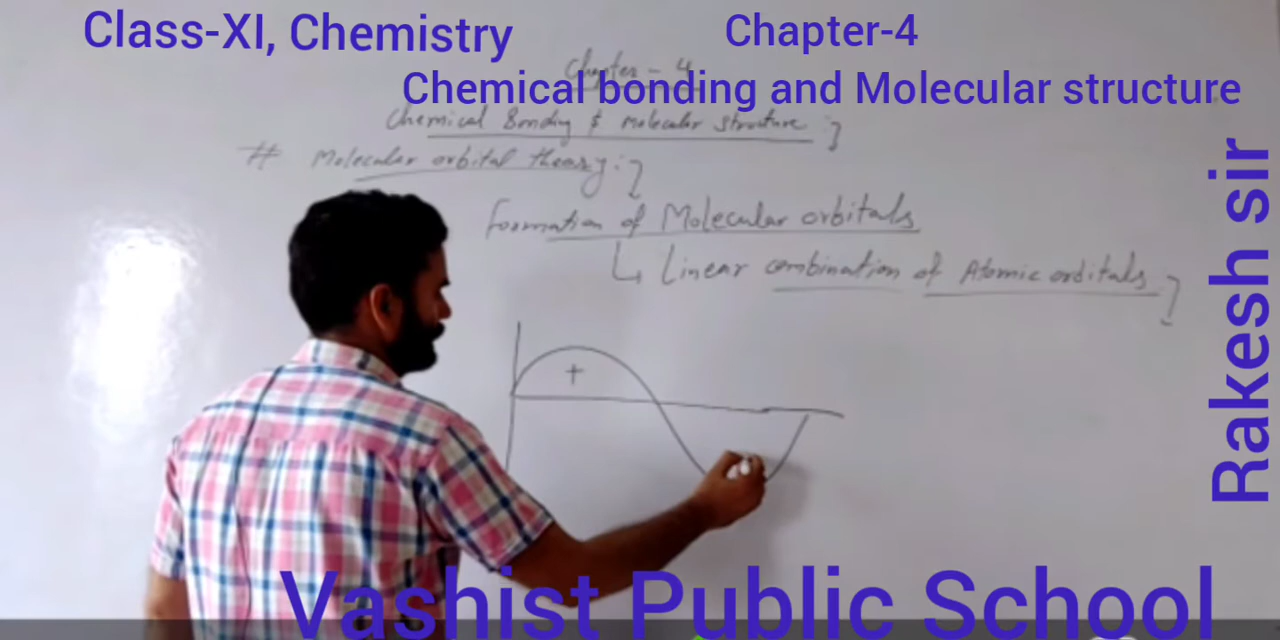 Class-XI, Chemistry
Chapter-4
Chapter - 4
Chemical bonding and Molecular structure
Chemical Bonding & Molecular Structure :
# Molecular orbital theory :
Formation of Molecular orbitals
Linear combination of Atomic orbitals
+
Rakesh sir
Vashist Public School